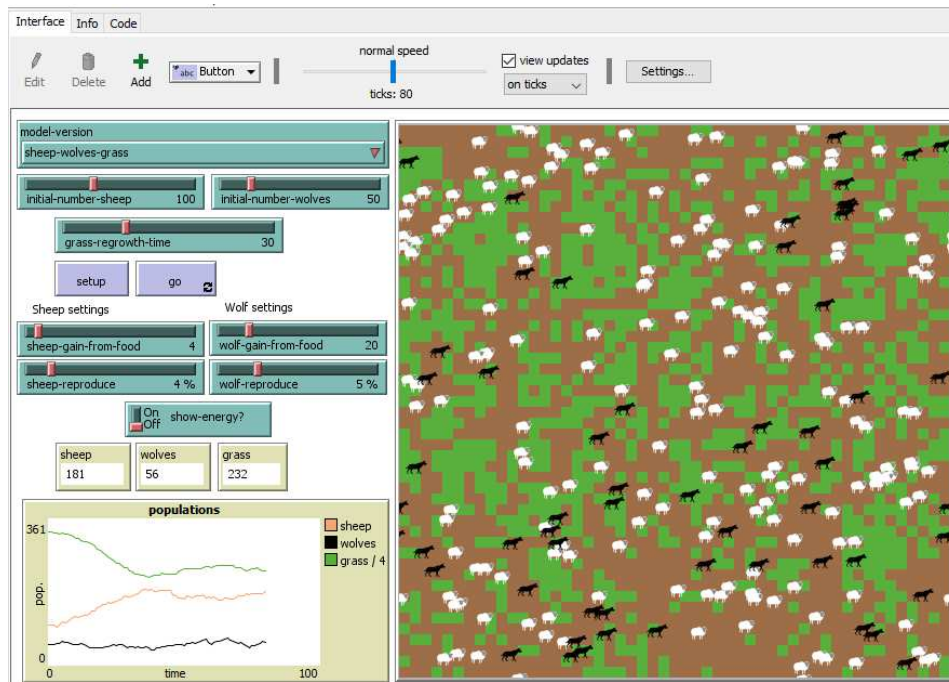 Interface Info Code
normal speed
Edit Delete Add abc Button view updates
ticks: 80 on ticks Settings...
model-version
sheep-wolves-grass
initial-number-sheep 100 initial-number-wolves 50
grass-regrowth-time 30
setup go
Sheep settings Wolf settings
sheep-gain-from-food 4 wolf-gain-from-food 20
sheep-reproduce 4 % wolf-reproduce 5 %
On
Off show-energy?
sheep wolves grass
181 56 232
populations
361
pop.
0
0 time 100
sheep
wolves
grass / 4